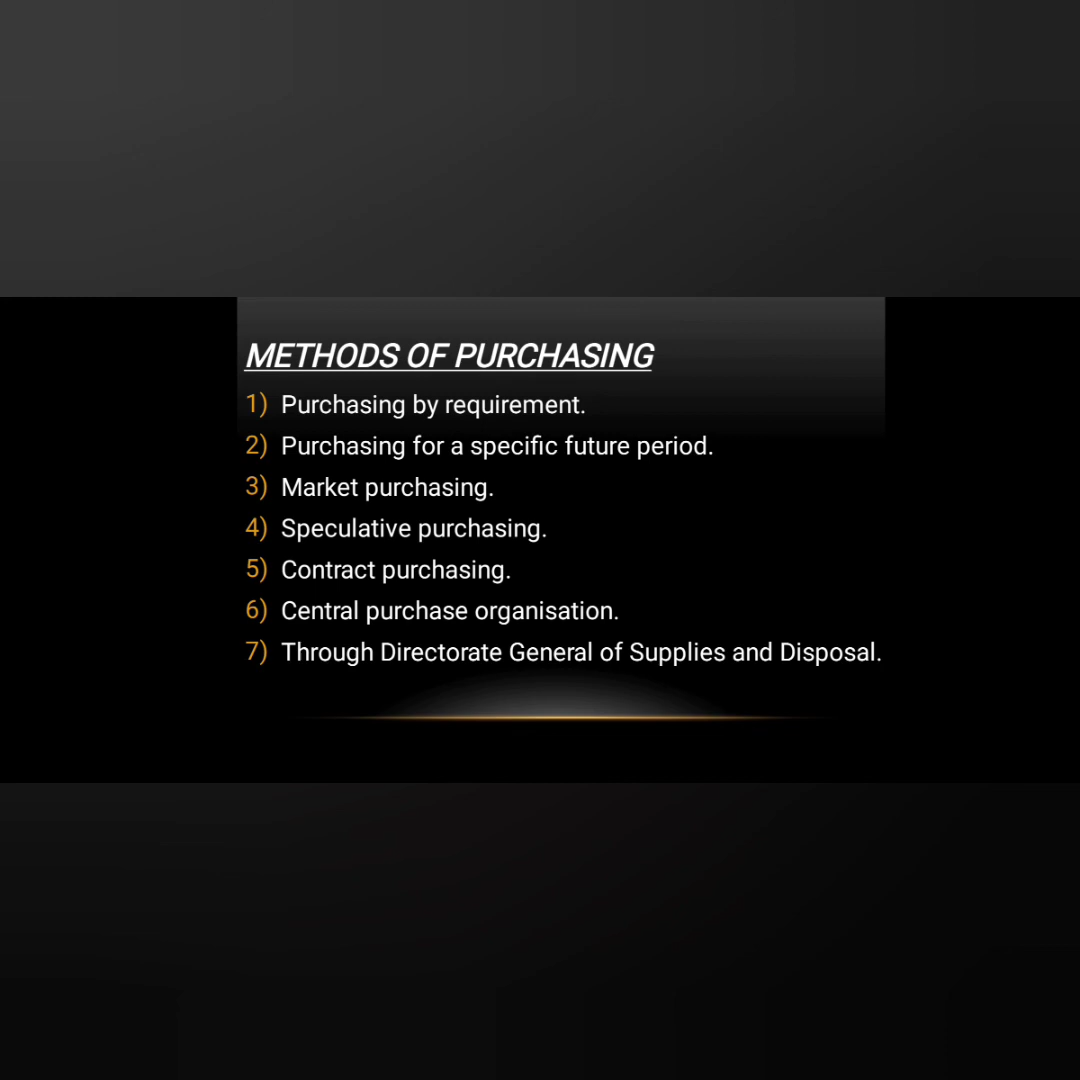 METHODS OF PURCHASING
1) Purchasing by requirement.
2) Purchasing for a specific future period.
3) Market purchasing.
4) Speculative purchasing.
5) Contract purchasing.
6) Central purchase organisation.
7) Through Directorate General of Supplies and Disposal.